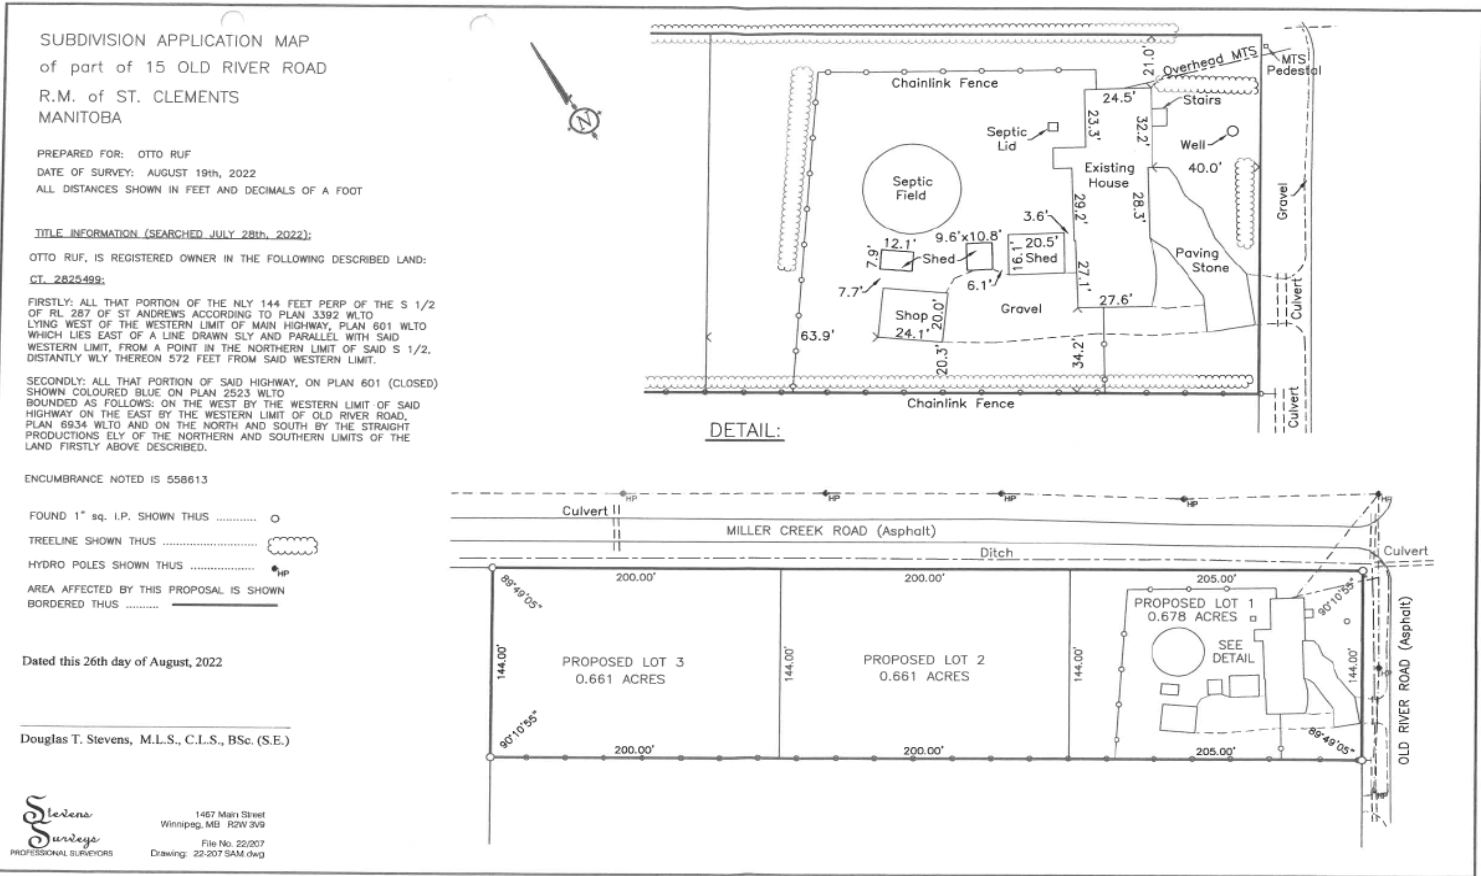 SUBDIVISION APPLICATION MAP
of part of 15 OLD RIVER ROAD
R.M. of ST. CLEMENTS
MANITOBA
PREPARED FOR: OTTO RUF
DATE OF SURVEY: AUGUST 19th, 2022
ALL DISTANCES SHOWN IN FEET AND DECIMALS OF A FOOT
TITLE INFORMATION (SEARCHED JULY 28th, 2022):
OTTO RUF, IS REGISTERED OWNER IN THE FOLLOWING DESCRIBED LAND:
CT. 2825499:
FIRSTLY: ALL THAT PORTION OF THE NLY 144 FEET PERP OF THE S 1/2
OF RL 287 OF ST ANDREWS ACCORDING TO PLAN 3392 WLTO
LYING WEST OF THE WESTERN LIMIT OF MAIN HIGHWAY, PLAN 601 WLTO
WHICH LIES EAST OF A LINE DRAWN SLY AND PARALLEL WITH SAID
WESTERN LIMIT, FROM A POINT IN THE NORTHERN LIMIT OF SAID S 1/2,
DISTANTLY WLY THEREON 572 FEET FROM SAID WESTERN LIMIT.
SECONDLY: ALL THAT PORTION OF SAID HIGHWAY, ON PLAN 601 (CLOSED)
SHOWN COLOURED BLUE ON PLAN 2523 WLTO
BOUNDED AS FOLLOWS: ON THE WEST BY THE WESTERN LIMIT OF SAID
HIGHWAY ON THE EAST BY THE WESTERN LIMIT OF OLD RIVER ROAD,
PLAN 6934 WLTO AND ON THE NORTH AND SOUTH BY THE STRAIGHT
PRODUCTIONS ELY OF THE NORTHERN AND SOUTHERN LIMITS OF THE
LAND FIRSTLY ABOVE DESCRIBED.
ENCUMBRANCE NOTED IS 558613
FOUND 1" sq. I.P. SHOWN THUS ............
TREELINE SHOWN THUS .................
HYDRO POLES SHOWN THUS ................
HP
AREA AFFECTED BY THIS PROPOSAL IS SHOWN
BORDERED THUS .........
Dated this 26th day of August, 2022
Douglas T. Stevens, M.L.S., C.L.S., BSc. (S.E.)
Stevens
Surveys
PROFESSIONAL SURVEYORS
1467 Main Street
Winnipeg, MB R2W 3V9
File No. 22/207
Drawing: 22-207 SAM.dwg
N
21.0'
Overhead MTS
MTS
Pedestal
Chainlink Fence
24.5'
Stairs
23.3'
32.2'
Septic
Lid
Well
40.0'
Existing
House
Septic
Field
Gravel
29.2'
28.3'
3.6'
12.1'
9.6'x10.8'
20.5'
7.9'
Shed
16.1'
Shed
Paving
Stone
27.1'
6.1'
7.7'
27.6'
Culvert
Shop
20.0'
Gravel
24.1'
63.9'
20.3'
34.2'
Chainlink Fence
Culvert
DETAIL:
HP
HP
HP
HP
HP
Culvert
MILLER CREEK ROAD (Asphalt)
Ditch
Culvert
200.00'
200.00'
205.00'
89°49'05"
90°10'55"
PROPOSED LOT 1
0.678 ACRES
SEE
DETAIL
144.00'
PROPOSED LOT 3
0.661 ACRES
144.00'
PROPOSED LOT 2
0.661 ACRES
144.00'
144.00'
HP
OLD RIVER ROAD (Asphalt)
90°10'55"
89°49'05"
200.00'
200.00'
205.00'
HP